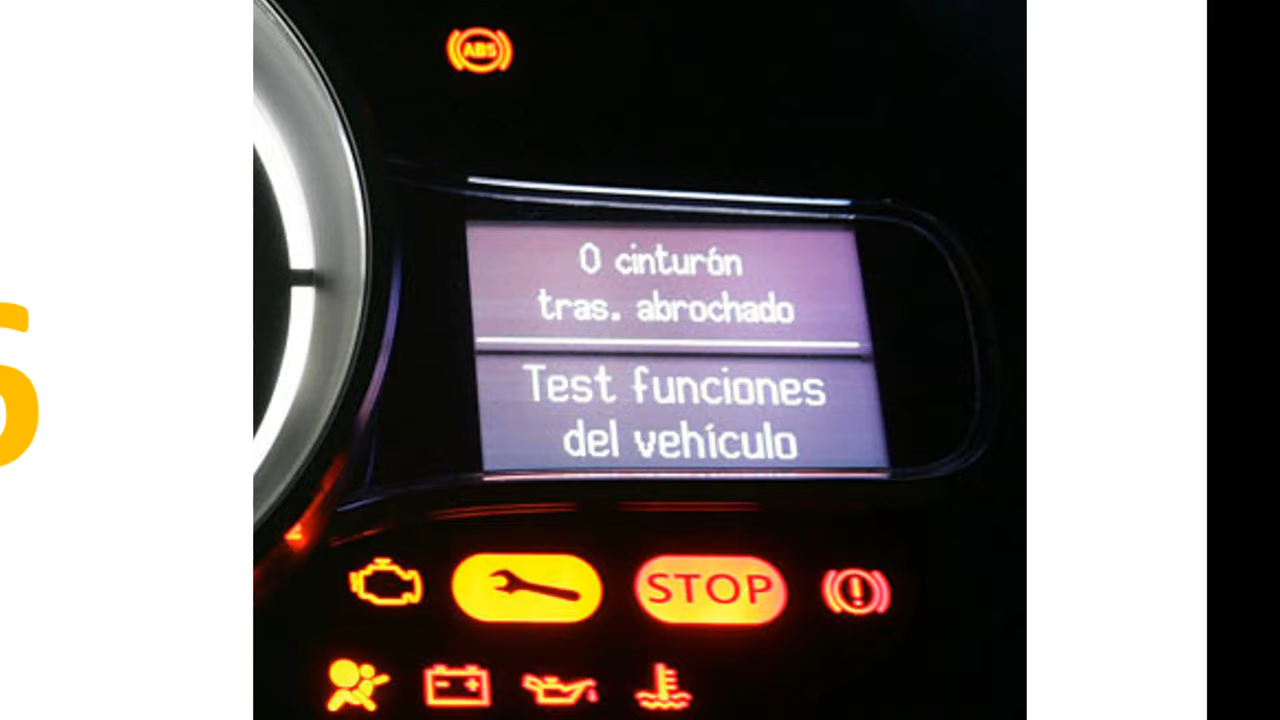 ABS
0 cinturón
tras. abrochado
Test funciones
del vehículo
STOP